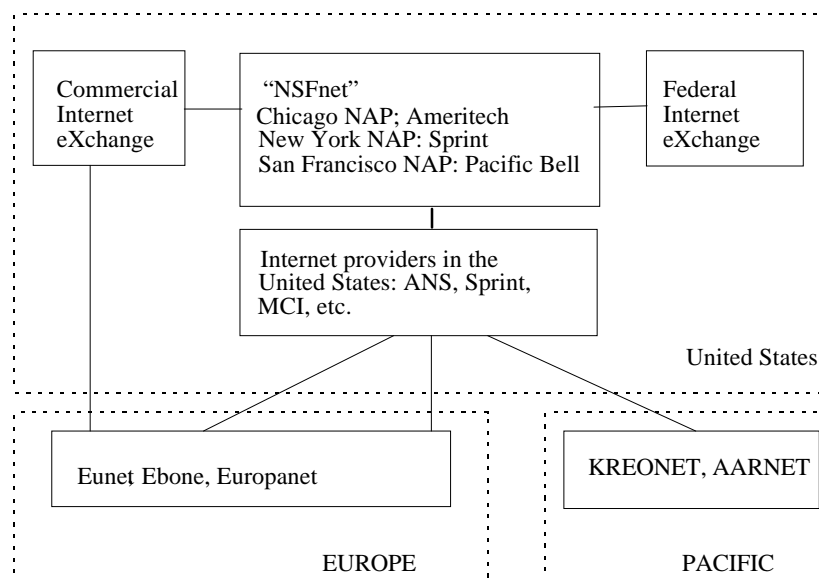 Commercial
Internet
eXchange
“NSFnet”
Chicago NAP; Ameritech
New York NAP: Sprint
San Francisco NAP: Pacific Bell
Federal
Internet
eXchange
Internet providers in the
United States: ANS, Sprint,
MCI, etc.
United States
Eunet, Ebone, Europanet
KREONET, AARNET
EUROPE
PACIFIC